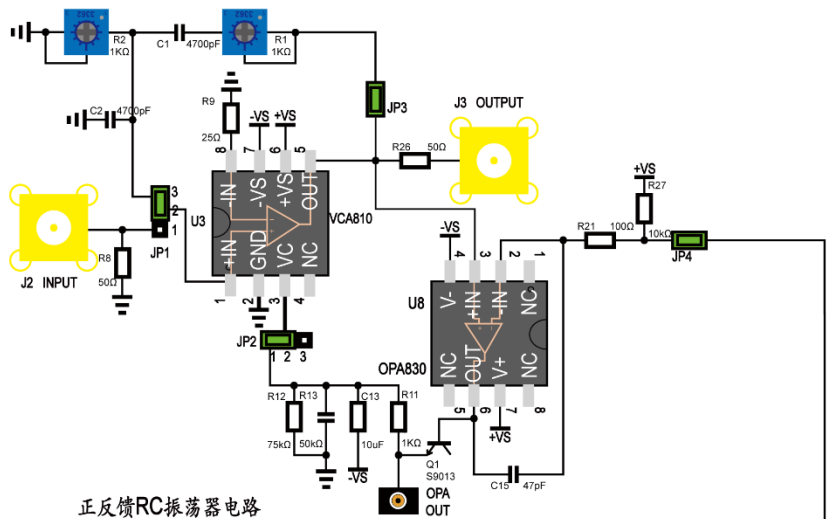 3362
R2
1KΩ
C1
4700pF
3362
R1
1KΩ
C2
4700pF
R9
25Ω
-VS
+VS
JP3
J3 OUTPUT
R26
50Ω
8
7
6
5
-IN
-VS
+VS
OUT
U3
VCA810
+IN
GND
VC
NC
1
2
3
4
3
2
1
JP1
J2 INPUT
R8
50Ω
+VS
R27
10kΩ
R21
100Ω
JP4
-VS
4
3
2
1
V-
+IN
-IN
NC
U8
OPA830
NC
OUT
V+
NC
5
6
7
8
+VS
JP2
1
2
3
R12
R13
C13
R11
75kΩ
50kΩ
10uF
1KΩ
-VS
Q1
S9013
C15
47pF
OPA
OUT
正反馈RC振荡器电路